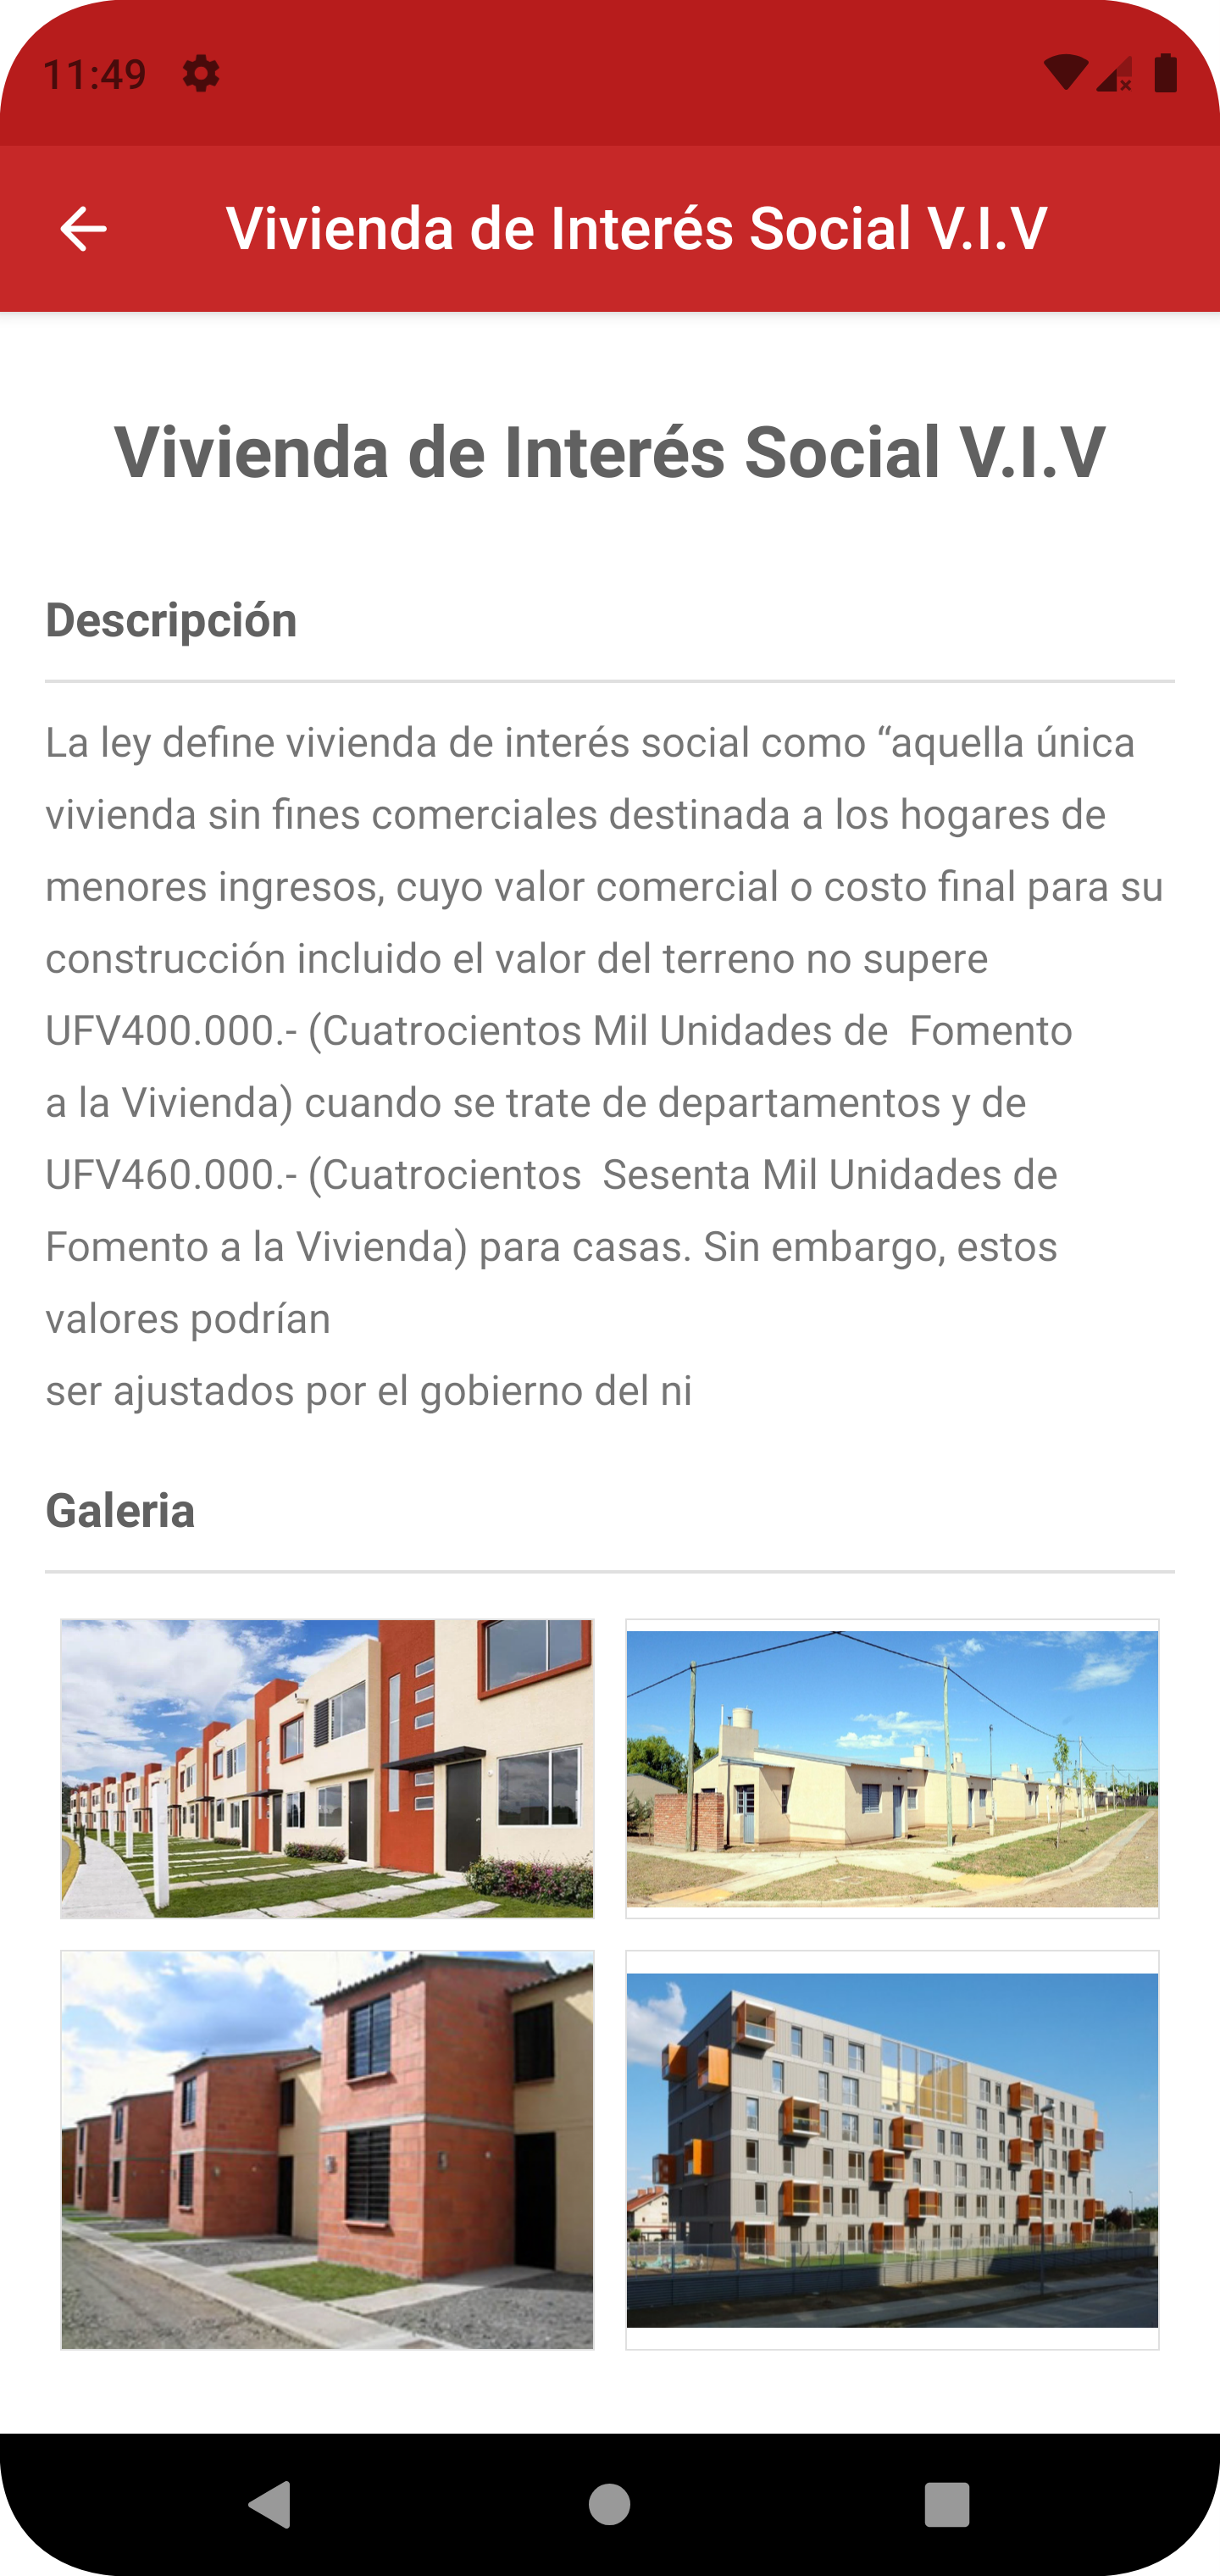 11:49
Vivienda de Interés Social V.I.V
Vivienda de Interés Social V.I.V
Descripción
La ley define vivienda de interés social como “aquella única
vivienda sin fines comerciales destinada a los hogares de
menores ingresos, cuyo valor comercial o costo final para su
construcción incluido el valor del terreno no supere
UFV400.000.- (Cuatrocientos Mil Unidades de  Fomento
a la Vivienda) cuando se trate de departamentos y de
UFV460.000.- (Cuatrocientos  Sesenta Mil Unidades de
Fomento a la Vivienda) para casas. Sin embargo, estos
valores podrían
ser ajustados por el gobierno del ni
Galeria